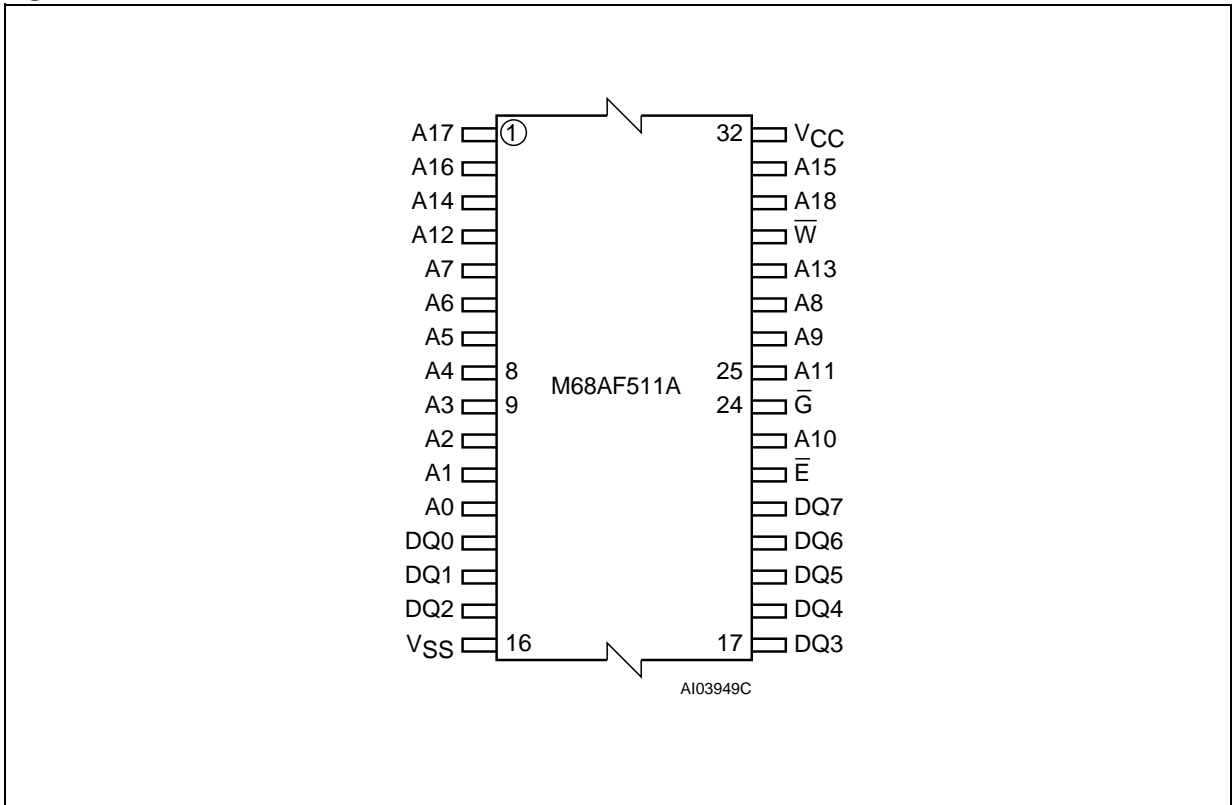 A17 ① 32 VCC
A16 A15
A14 A18
A12 W̅
A7 A13
A6 A8
A5 A9
A4 8 25 A11
M68AF511A
A3 9 24 G̅
A2 A10
A1 E̅
A0 DQ7
DQ0 DQ6
DQ1 DQ5
DQ2 DQ4
VSS 16 17 DQ3
AI03949C